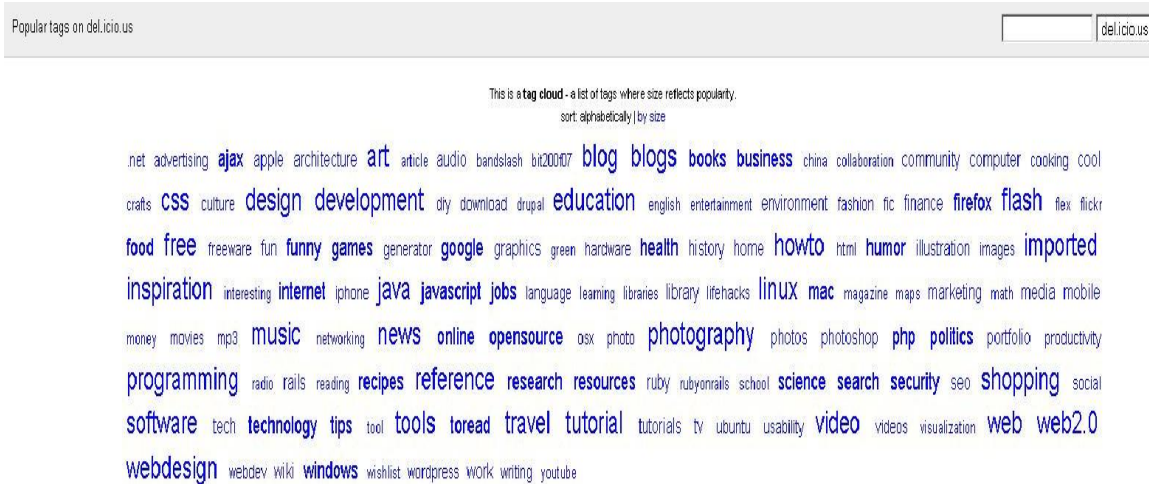 Popular tags on del.icio.us
del.icio.us
This is a tag cloud - a list of tags where size reflects popularity.
sort: alphabetically | by size
.net advertising ajax apple architecture art article audio bandslash bit200f07 blog blogs books business china collaboration community computer cooking cool
crafts css culture design development diy download drupal education english entertainment environment fashion fic finance firefox flash flex flickr
food free freeware fun funny games generator google graphics green hardware health history home howto html humor illustration images imported
inspiration interesting internet iphone java javascript jobs language learning libraries library lifehacks linux mac magazine maps marketing math media mobile
money movies mp3 music networking news online opensource osx photo photography photos photoshop php politics portfolio productivity
programming radio rails reading recipes reference research resources ruby rubyonrails school science search security seo shopping social
software tech technology tips tool tools toread travel tutorial tutorials tv ubuntu usability video videos visualization web web2.0
webdesign webdev wiki windows wishlist wordpress work writing youtube